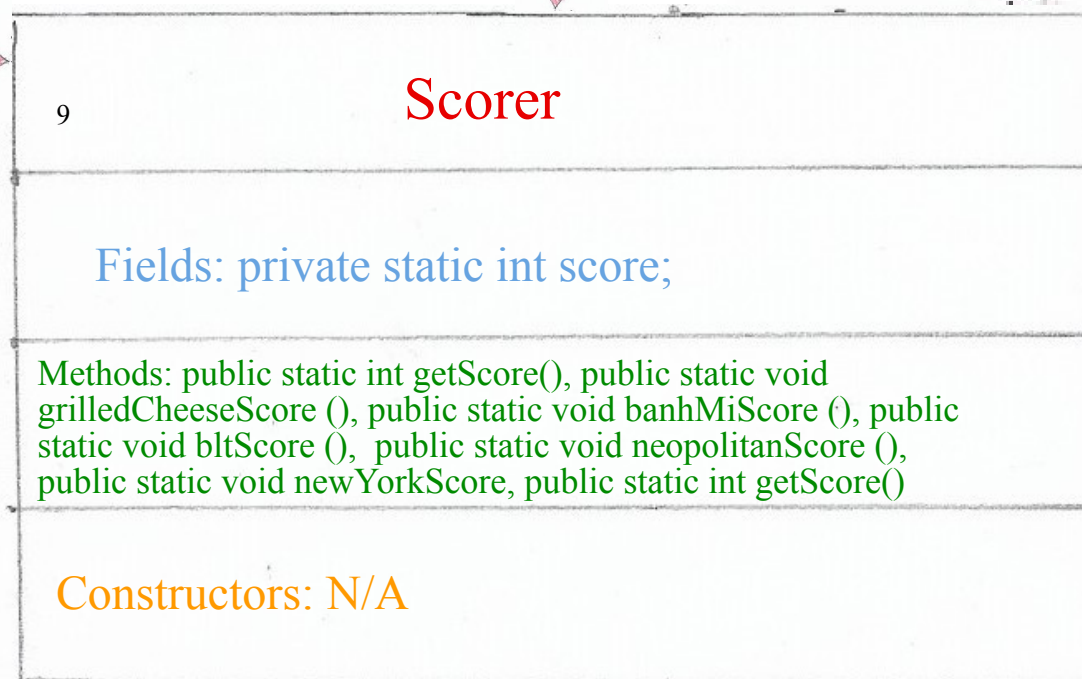 9 Scorer
Fields: private static int score;
Methods: public static int getScore(), public static void
grilledCheeseScore (), public static void banhMiScore (), public
static void bltScore (),  public static void neopolitanScore (),
public static void newYorkScore, public static int getScore()
Constructors: N/A